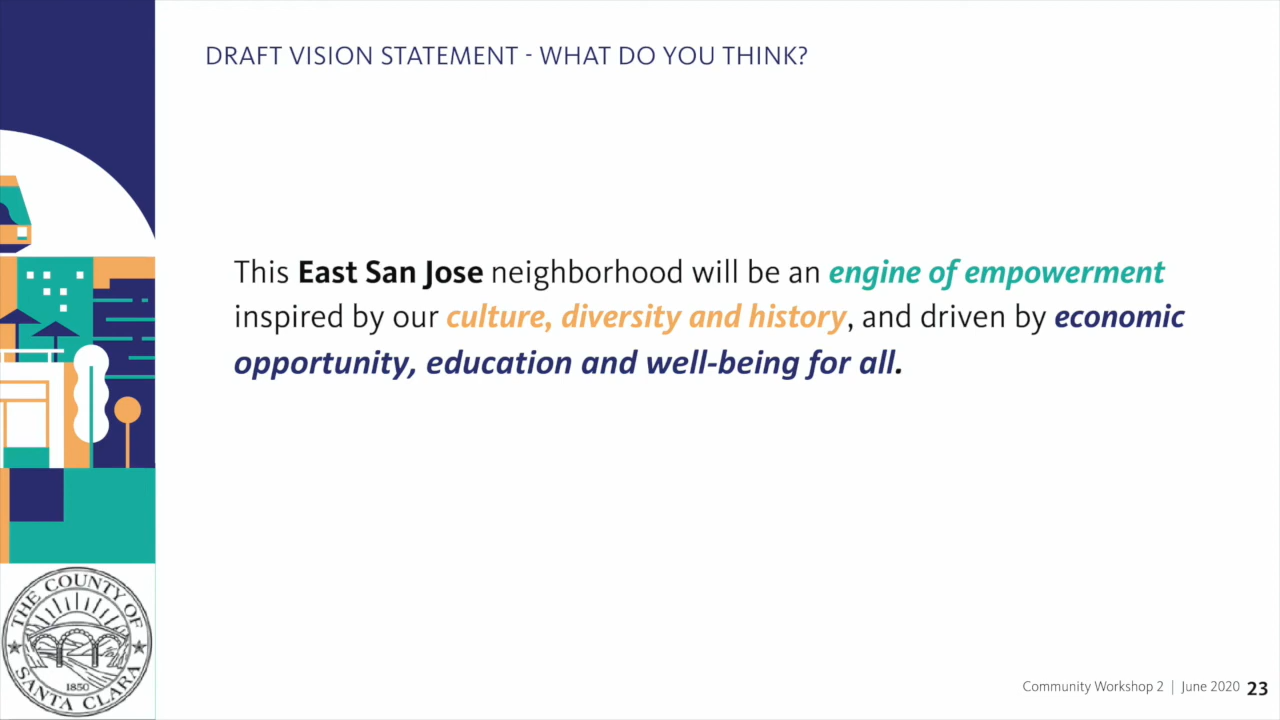 DRAFT VISION STATEMENT - WHAT DO YOU THINK?
This East San Jose neighborhood will be an engine of empowerment
inspired by our culture, diversity and history, and driven by economic
opportunity, education and well-being for all.
THE COUNTY OF
SANTA CLARA
1850
Community Workshop 2 | June 2020 23